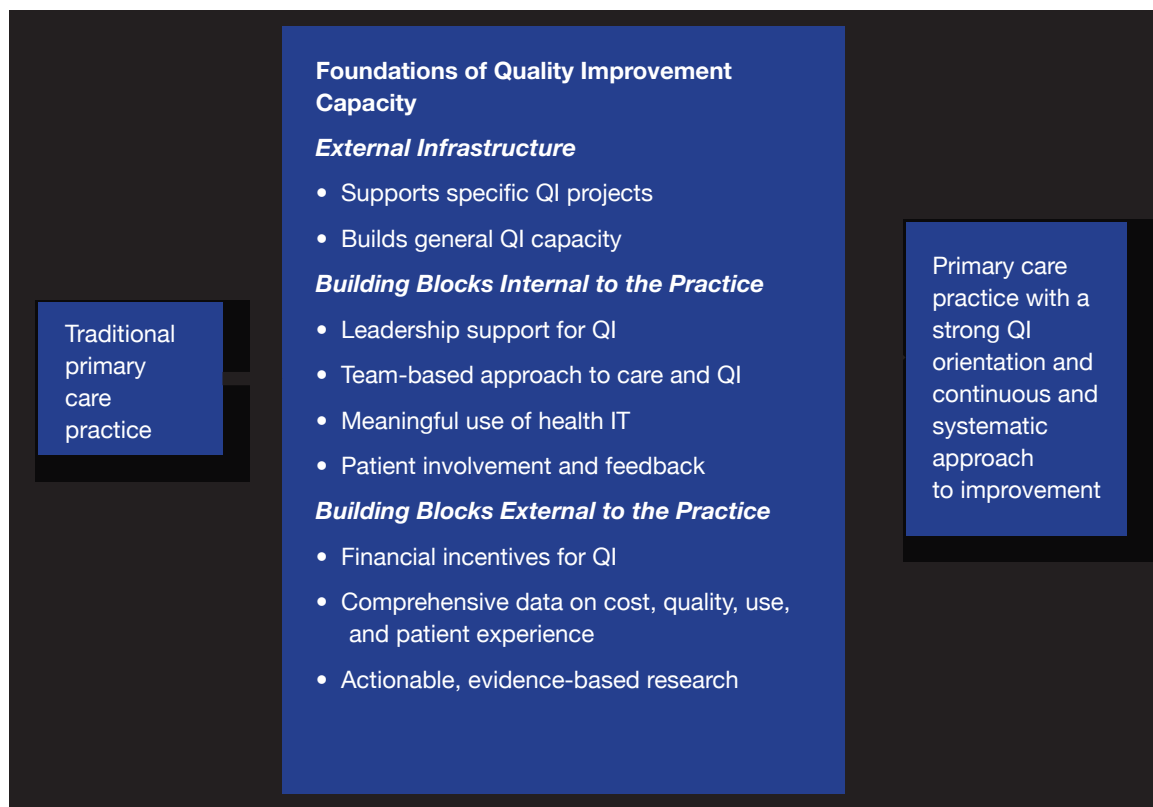 Traditional
primary
care
practice
Foundations of Quality Improvement
Capacity
External Infrastructure
• Supports specific QI projects
• Builds general QI capacity
Building Blocks Internal to the Practice
• Leadership support for QI
• Team-based approach to care and QI
• Meaningful use of health IT
• Patient involvement and feedback
Building Blocks External to the Practice
• Financial incentives for QI
• Comprehensive data on cost, quality, use,
and patient experience
• Actionable, evidence-based research
Primary care
practice with a
strong QI
orientation and
continuous and
systematic
approach
to improvement